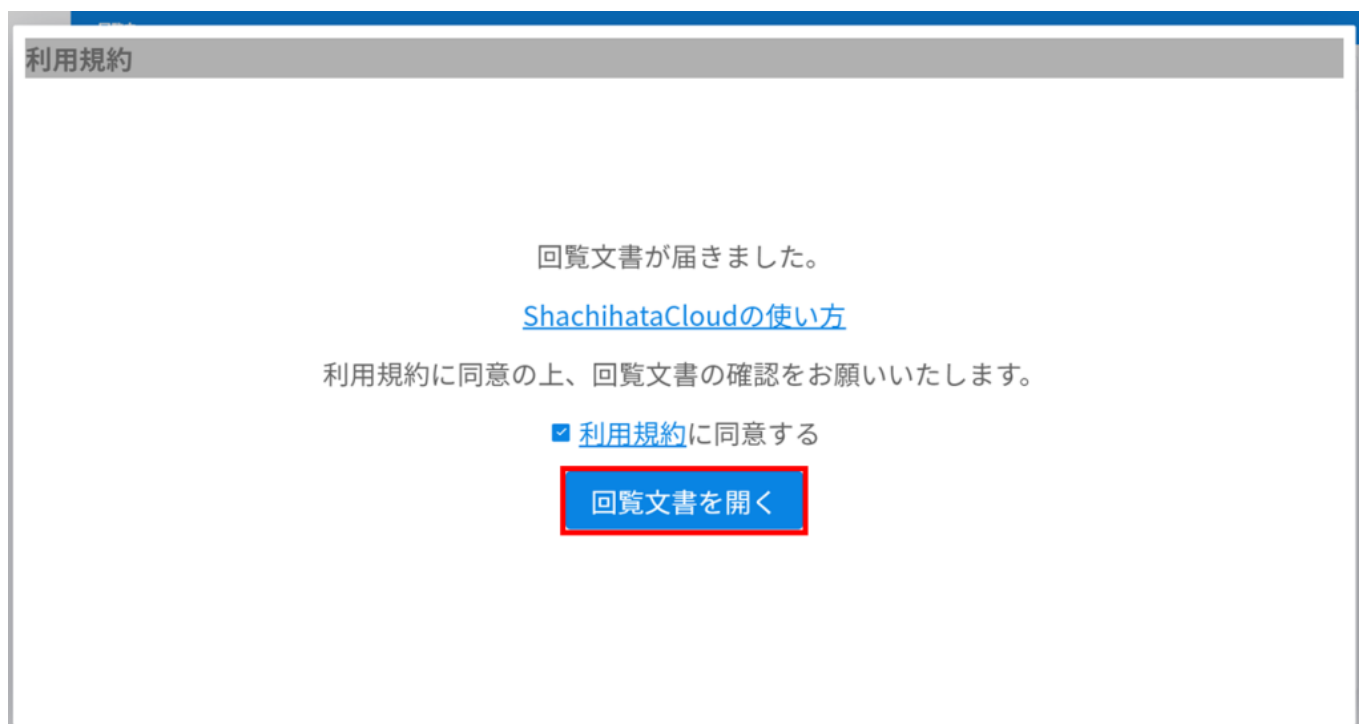 利用規約
回覧文書が届きました。
ShachihataCloudの使い方
利用規約に同意の上、回覧文書の確認をお願いいたします。
利用規約に同意する
回覧文書を開く